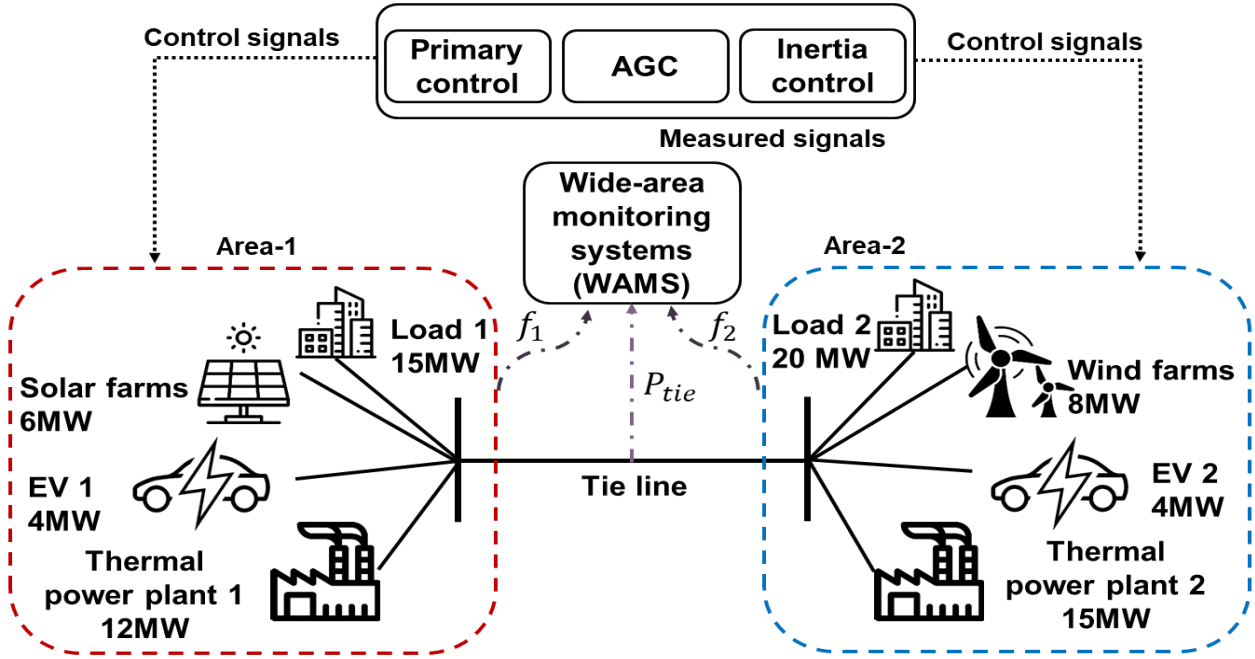 Control signals
Primary
control
AGC
Inertia
control
Control signals
Measured signals
Wide-area
monitoring
systems
(WAMS)
Area-1
Area-2
Load 1
15MW
f1
f2
Load 2
20 MW
Solar farms
6MW
Ptie
Wind farms
8MW
EV 1
4MW
Tie line
EV 2
4MW
Thermal
power plant 1
12MW
Thermal
power plant 2
15MW